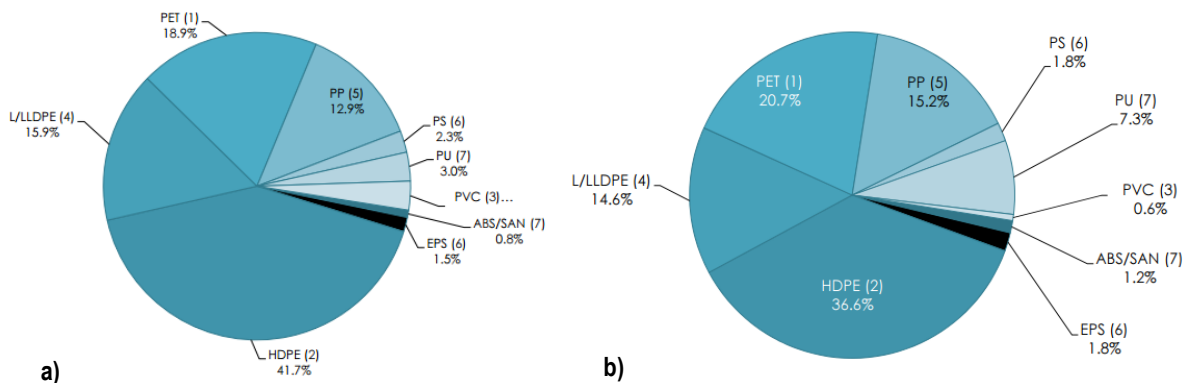 PET (1)
18.9%
PP (5)
12.9%
L/LLDPE (4)
15.9%
PS (6)
2.3%
PU (7)
3.0%
PVC (3)...
ABS/SAN (7)
0.8%
EPS (6)
1.5%
HDPE (2)
41.7%
a)
PET (1)
20.7%
PP (5)
15.2%
PS (6)
1.8%
PU (7)
7.3%
L/LLDPE (4)
14.6%
PVC (3)
0.6%
ABS/SAN (7)
1.2%
HDPE (2)
36.6%
EPS (6)
1.8%
b)